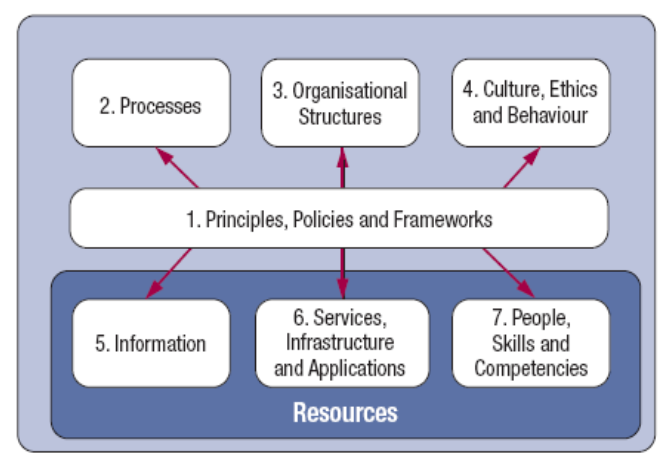 2. Processes
3. Organisational
Structures
4. Culture, Ethics
and Behaviour
1. Principles, Policies and Frameworks
5. Information
6. Services,
Infrastructure
and Applications
7. People,
Skills and
Competencies
Resources